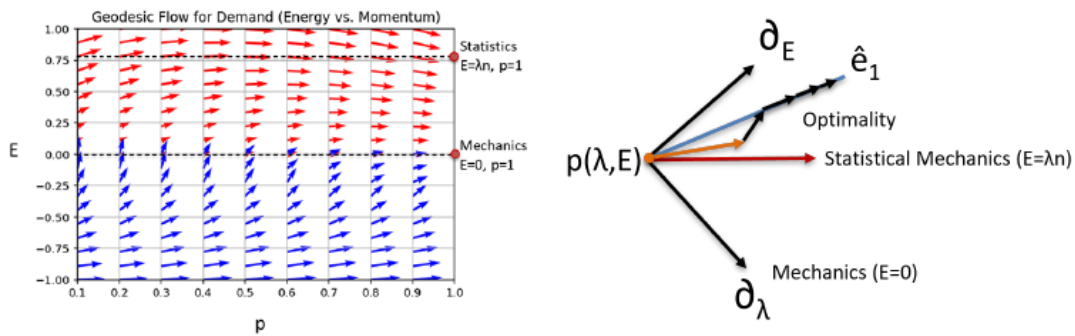 Geodesic Flow for Demand (Energy vs. Momentum)
1.00
0.75
0.50
0.25
0.00
−0.25
−0.50
−0.75
−1.00
E
0.1 0.2 0.3 0.4 0.5 0.6 0.7 0.8 0.9 1.0
p
Statistics
E=λn, p=1
Mechanics
E=0, p=1
∂E
ê1
Optimality
p(λ,E)
Statistical Mechanics (E=λn)
Mechanics (E=0)
∂λ